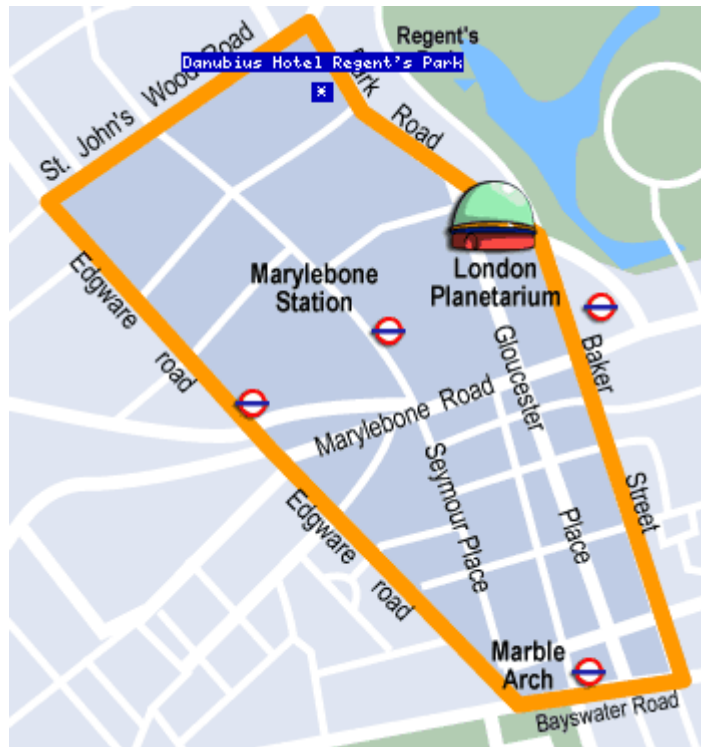 Regent's
Danubius Hotel Regent's Park
St. John's Wood Road
Park Road
Edgware road
Marylebone
Station
London
Planetarium
Baker Street
Gloucester Place
Marylebone Road
Seymour Place
Edgware road
Marble
Arch
Bayswater Road